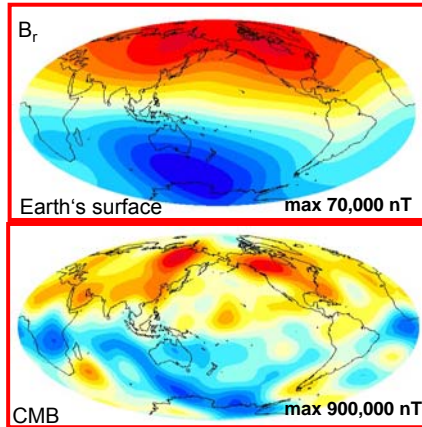 Br
Earth‘s surface
max 70,000 nT
CMB
max 900,000 nT